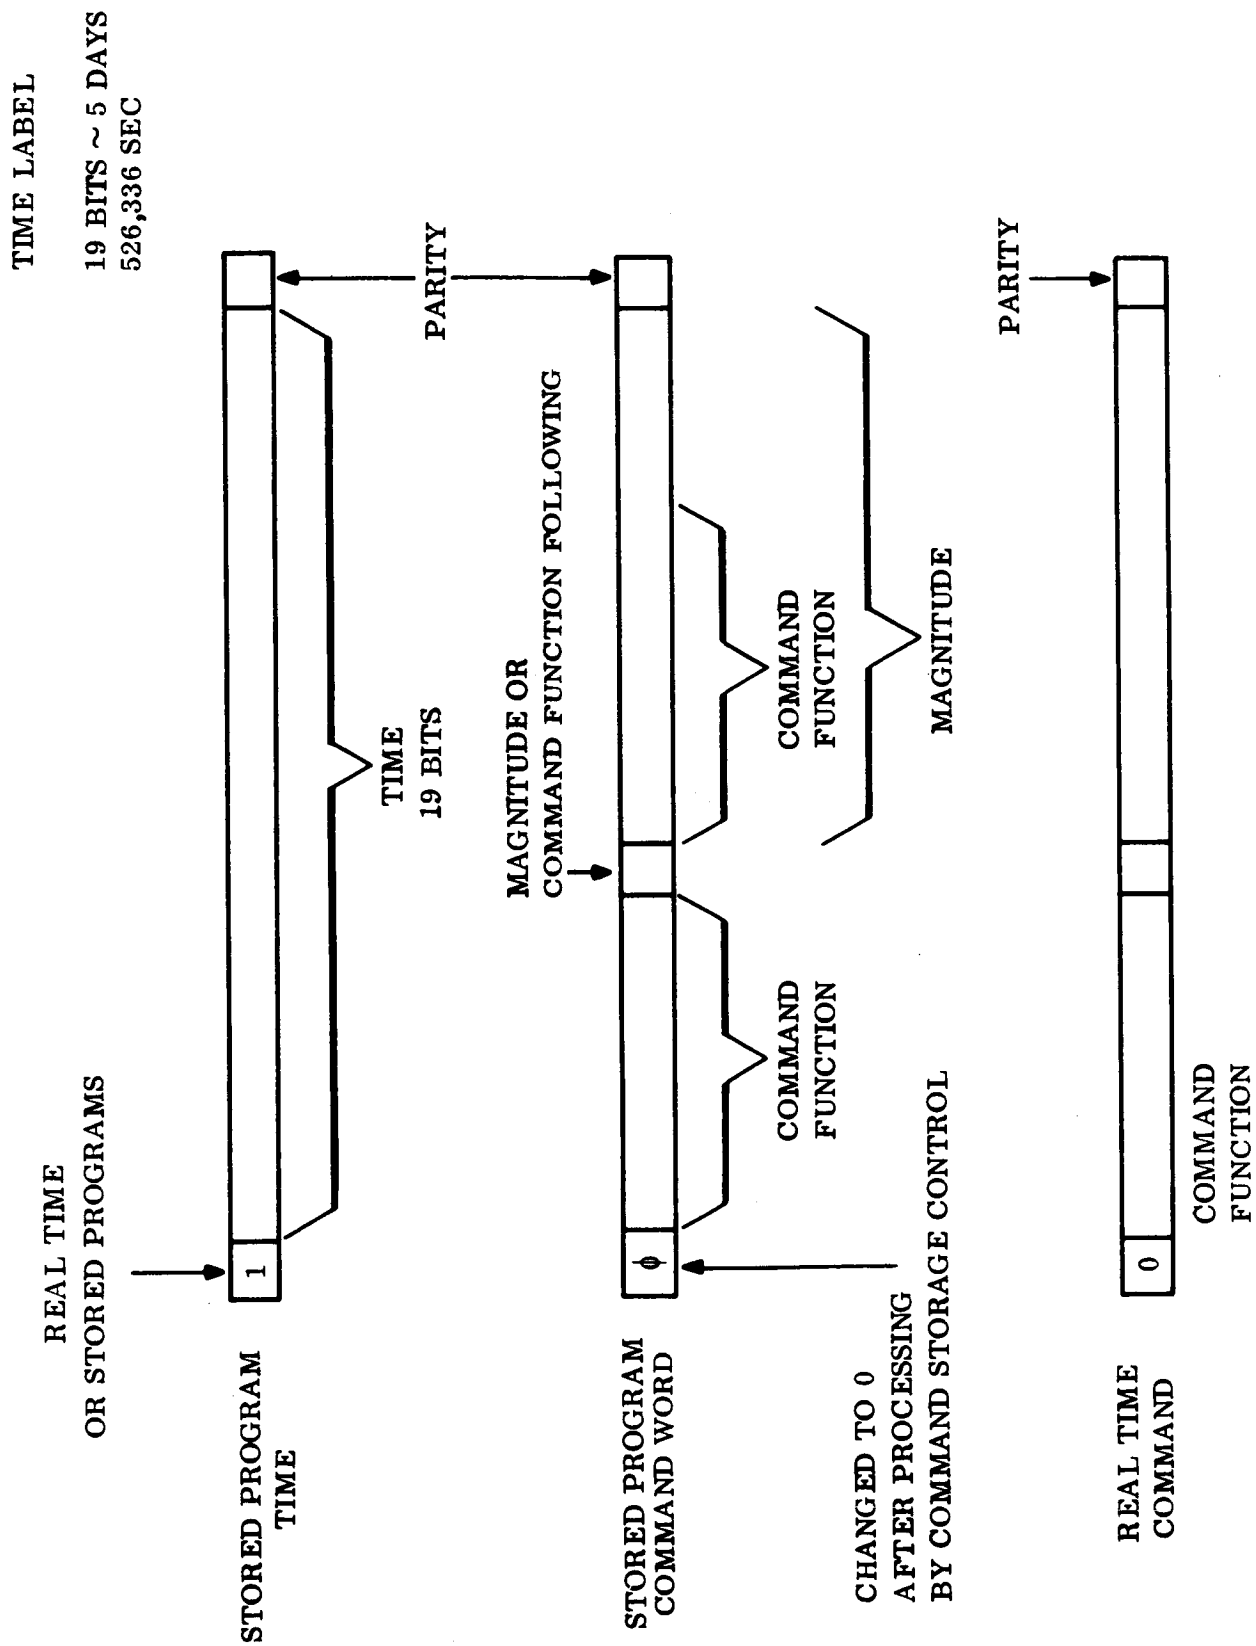 TIME LABEL
19 BITS ~ 5 DAYS
526,336 SEC
REAL TIME
OR STORED PROGRAMS
STORED PROGRAM
TIME
1
TIME
19 BITS
PARITY
MAGNITUDE OR
COMMAND FUNCTION FOLLOWING
STORED PROGRAM
COMMAND WORD
ϕ
COMMAND
FUNCTION
COMMAND
FUNCTION
MAGNITUDE
CHANGED TO 0
AFTER PROCESSING
BY COMMAND STORAGE CONTROL
PARITY
REAL TIME
COMMAND
0
COMMAND
FUNCTION